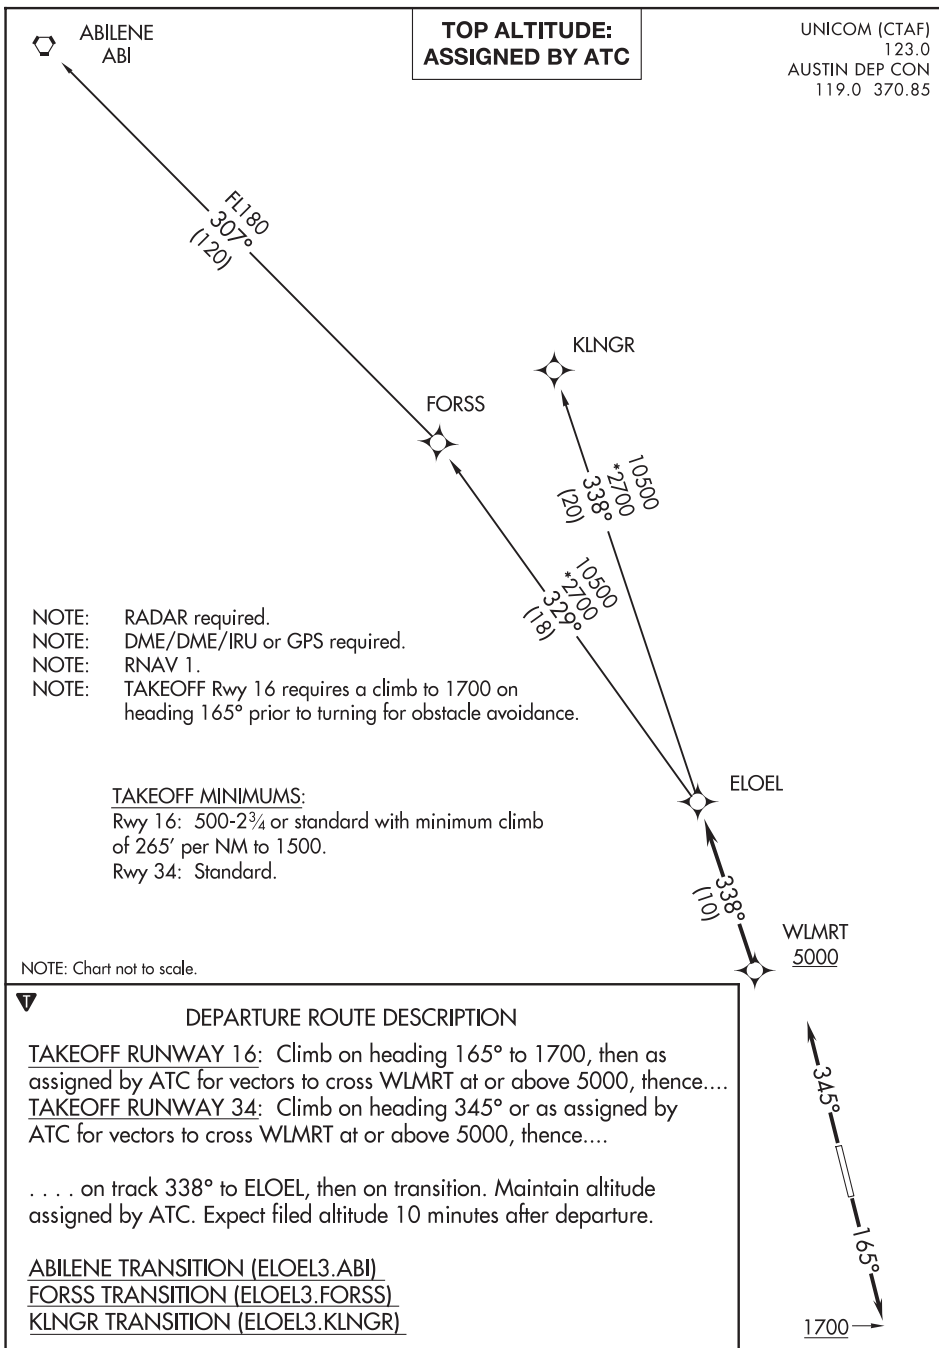 ABILENE
ABI
TOP ALTITUDE:
ASSIGNED BY ATC
UNICOM (CTAF)
123.0
AUSTIN DEP CON
119.0 370.85
FL180
307°
(120)
KLNGR
FORSS
10500
*2700
338°
(20)
10500
*2700
329°
(18)
NOTE: RADAR required.
NOTE: DME/DME/IRU or GPS required.
NOTE: RNAV 1.
NOTE: TAKEOFF Rwy 16 requires a climb to 1700 on
heading 165° prior to turning for obstacle avoidance.
ELOEL
TAKEOFF MINIMUMS:
Rwy 16: 500-2¾ or standard with minimum climb
of 265' per NM to 1500.
Rwy 34: Standard.
338°
(10)
WLMRT
5000
NOTE: Chart not to scale.
T
DEPARTURE ROUTE DESCRIPTION
TAKEOFF RUNWAY 16: Climb on heading 165° to 1700, then as
assigned by ATC for vectors to cross WLMRT at or above 5000, thence....
TAKEOFF RUNWAY 34: Climb on heading 345° or as assigned by
ATC for vectors to cross WLMRT at or above 5000, thence....
. . . . on track 338° to ELOEL, then on transition. Maintain altitude
assigned by ATC. Expect filed altitude 10 minutes after departure.
ABILENE TRANSITION (ELOEL3.ABI)
FORSS TRANSITION (ELOEL3.FORSS)
KLNGR TRANSITION (ELOEL3.KLNGR)
345°
165°
1700